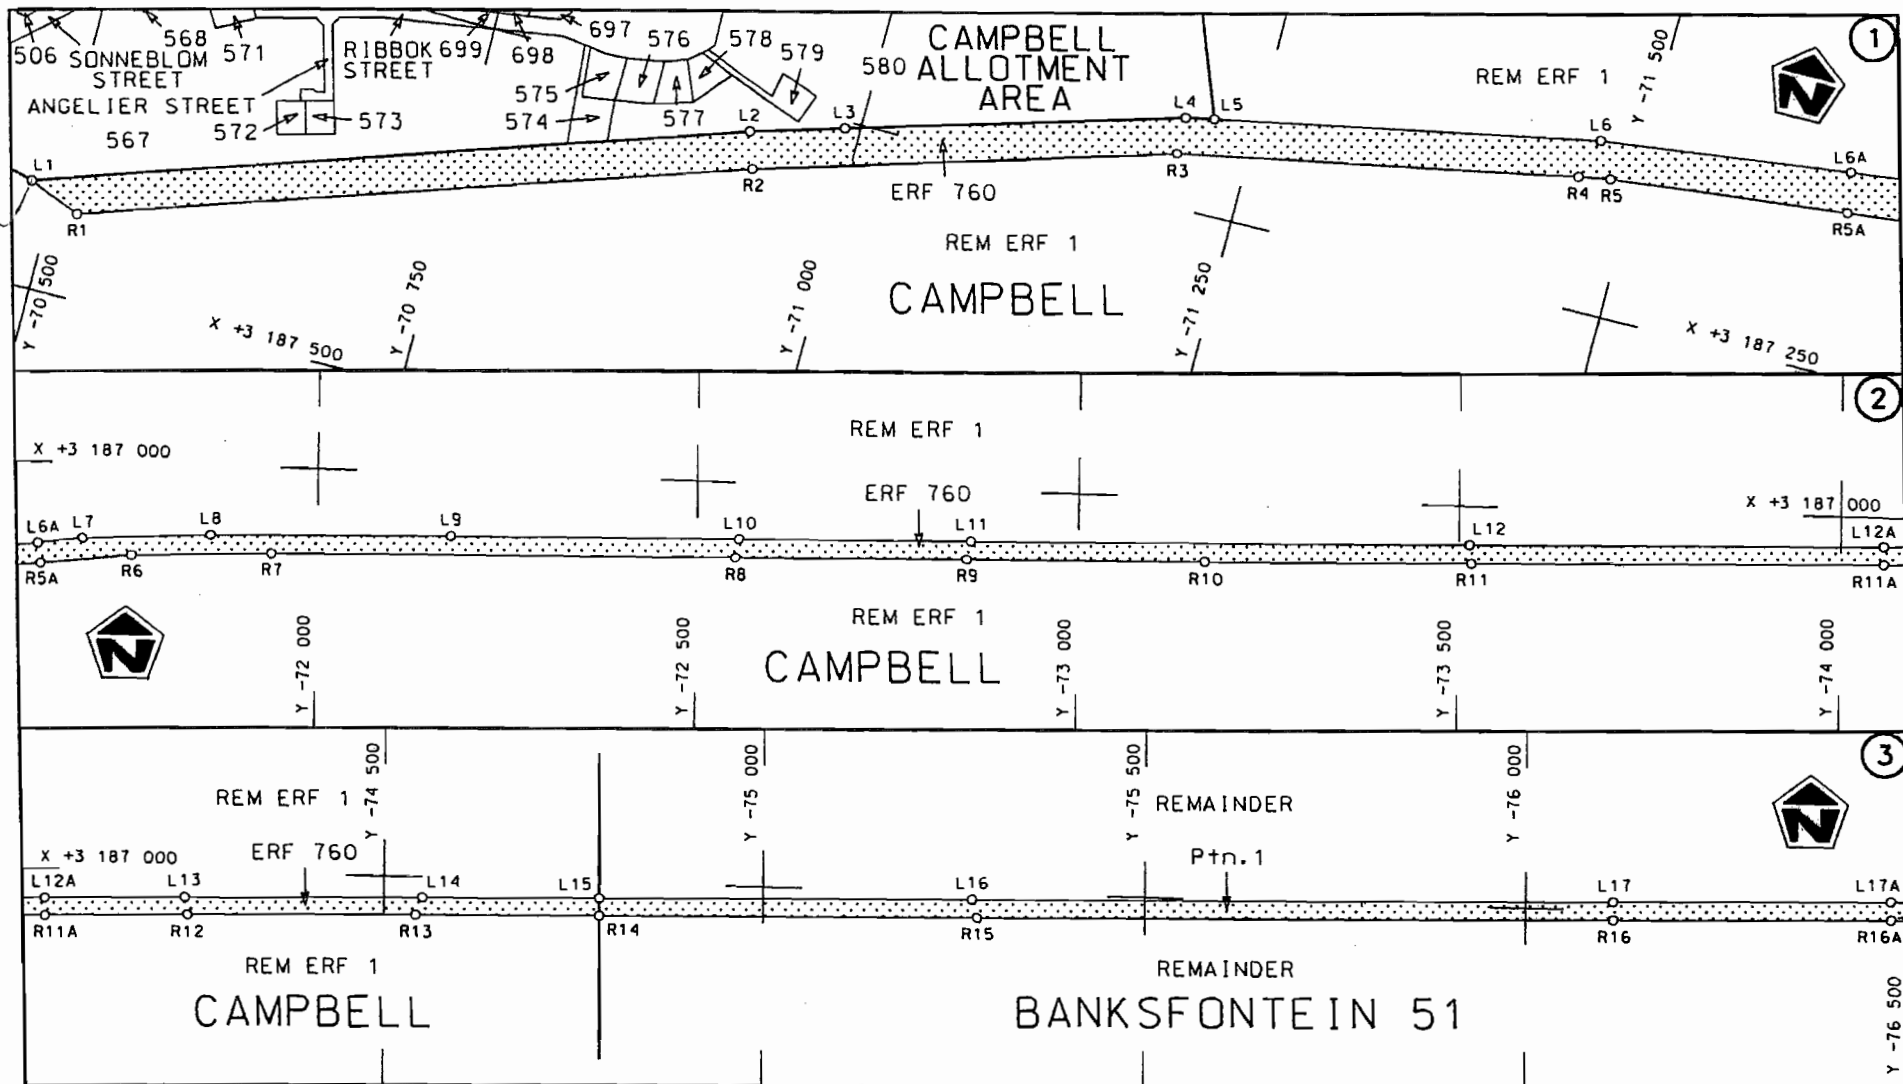 506
SONNEBLOM
STREET
568
571
ANGELIER STREET
567
572
573
RIBBOK
STREET
699
698
697
575
574
576
577
578
579
580
CAMPBELL
ALLOTMENT
AREA
REM ERF 1
Y -71 500
1
N
L1
L2
L3
L4
L5
L6
L6A
R1
R2
R3
R4
R5
R5A
ERF 760
REM ERF 1
CAMPBELL
Y -70 500
X +3 187 500
Y -70 750
Y -71 000
Y -71 250
X +3 187 250
2
REM ERF 1
X +3 187 000
ERF 760
X +3 187 000
L6A
L7
L8
L9
L10
L11
L12
L12A
R5A
R6
R7
R8
R9
R10
R11
R11A
N
REM ERF 1
CAMPBELL
Y -72 000
Y -72 500
Y -73 000
Y -73 500
Y -74 000
3
REM ERF 1
Y -74 500
Y -75 000
Y -75 500
REMAINDER
Y -76 000
N
X +3 187 000
ERF 760
Ptn.1
L12A
L13
L14
L15
L16
L17
L17A
R11A
R12
R13
R14
R15
R16
R16A
REM ERF 1
REMAINDER
CAMPBELL
BANKSFONTEIN 51
Y -76 500